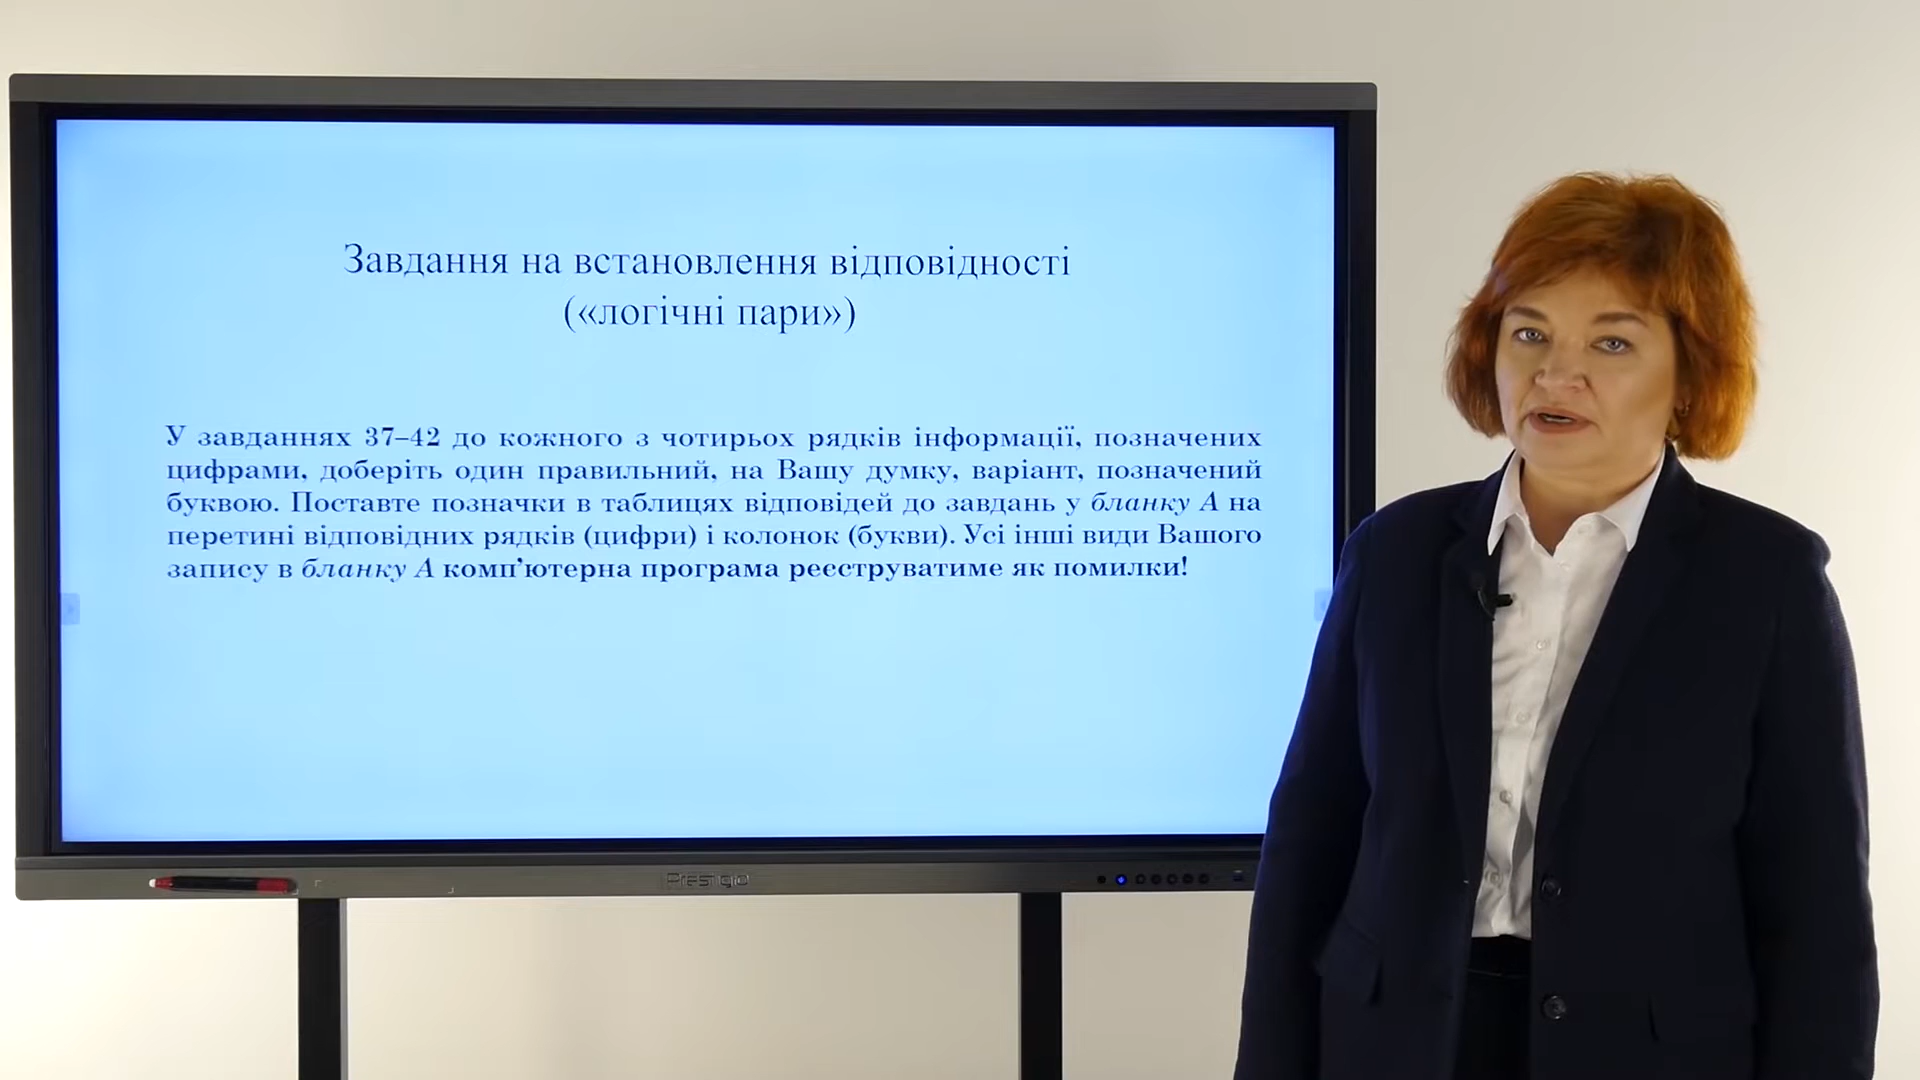 Завдання на встановлення відповідності
(«логічні пари»)
У завданнях 37–42 до кожного з чотирьох рядків інформації, позначених
цифрами, доберіть один правильний, на Вашу думку, варіант, позначений
буквою. Поставте позначки в таблицях відповідей до завдань у бланку А на
перетині відповідних рядків (цифри) і колонок (букви). Усі інші види Вашого
запису в бланку А комп’ютерна програма реєструватиме як помилки!
Prestigio